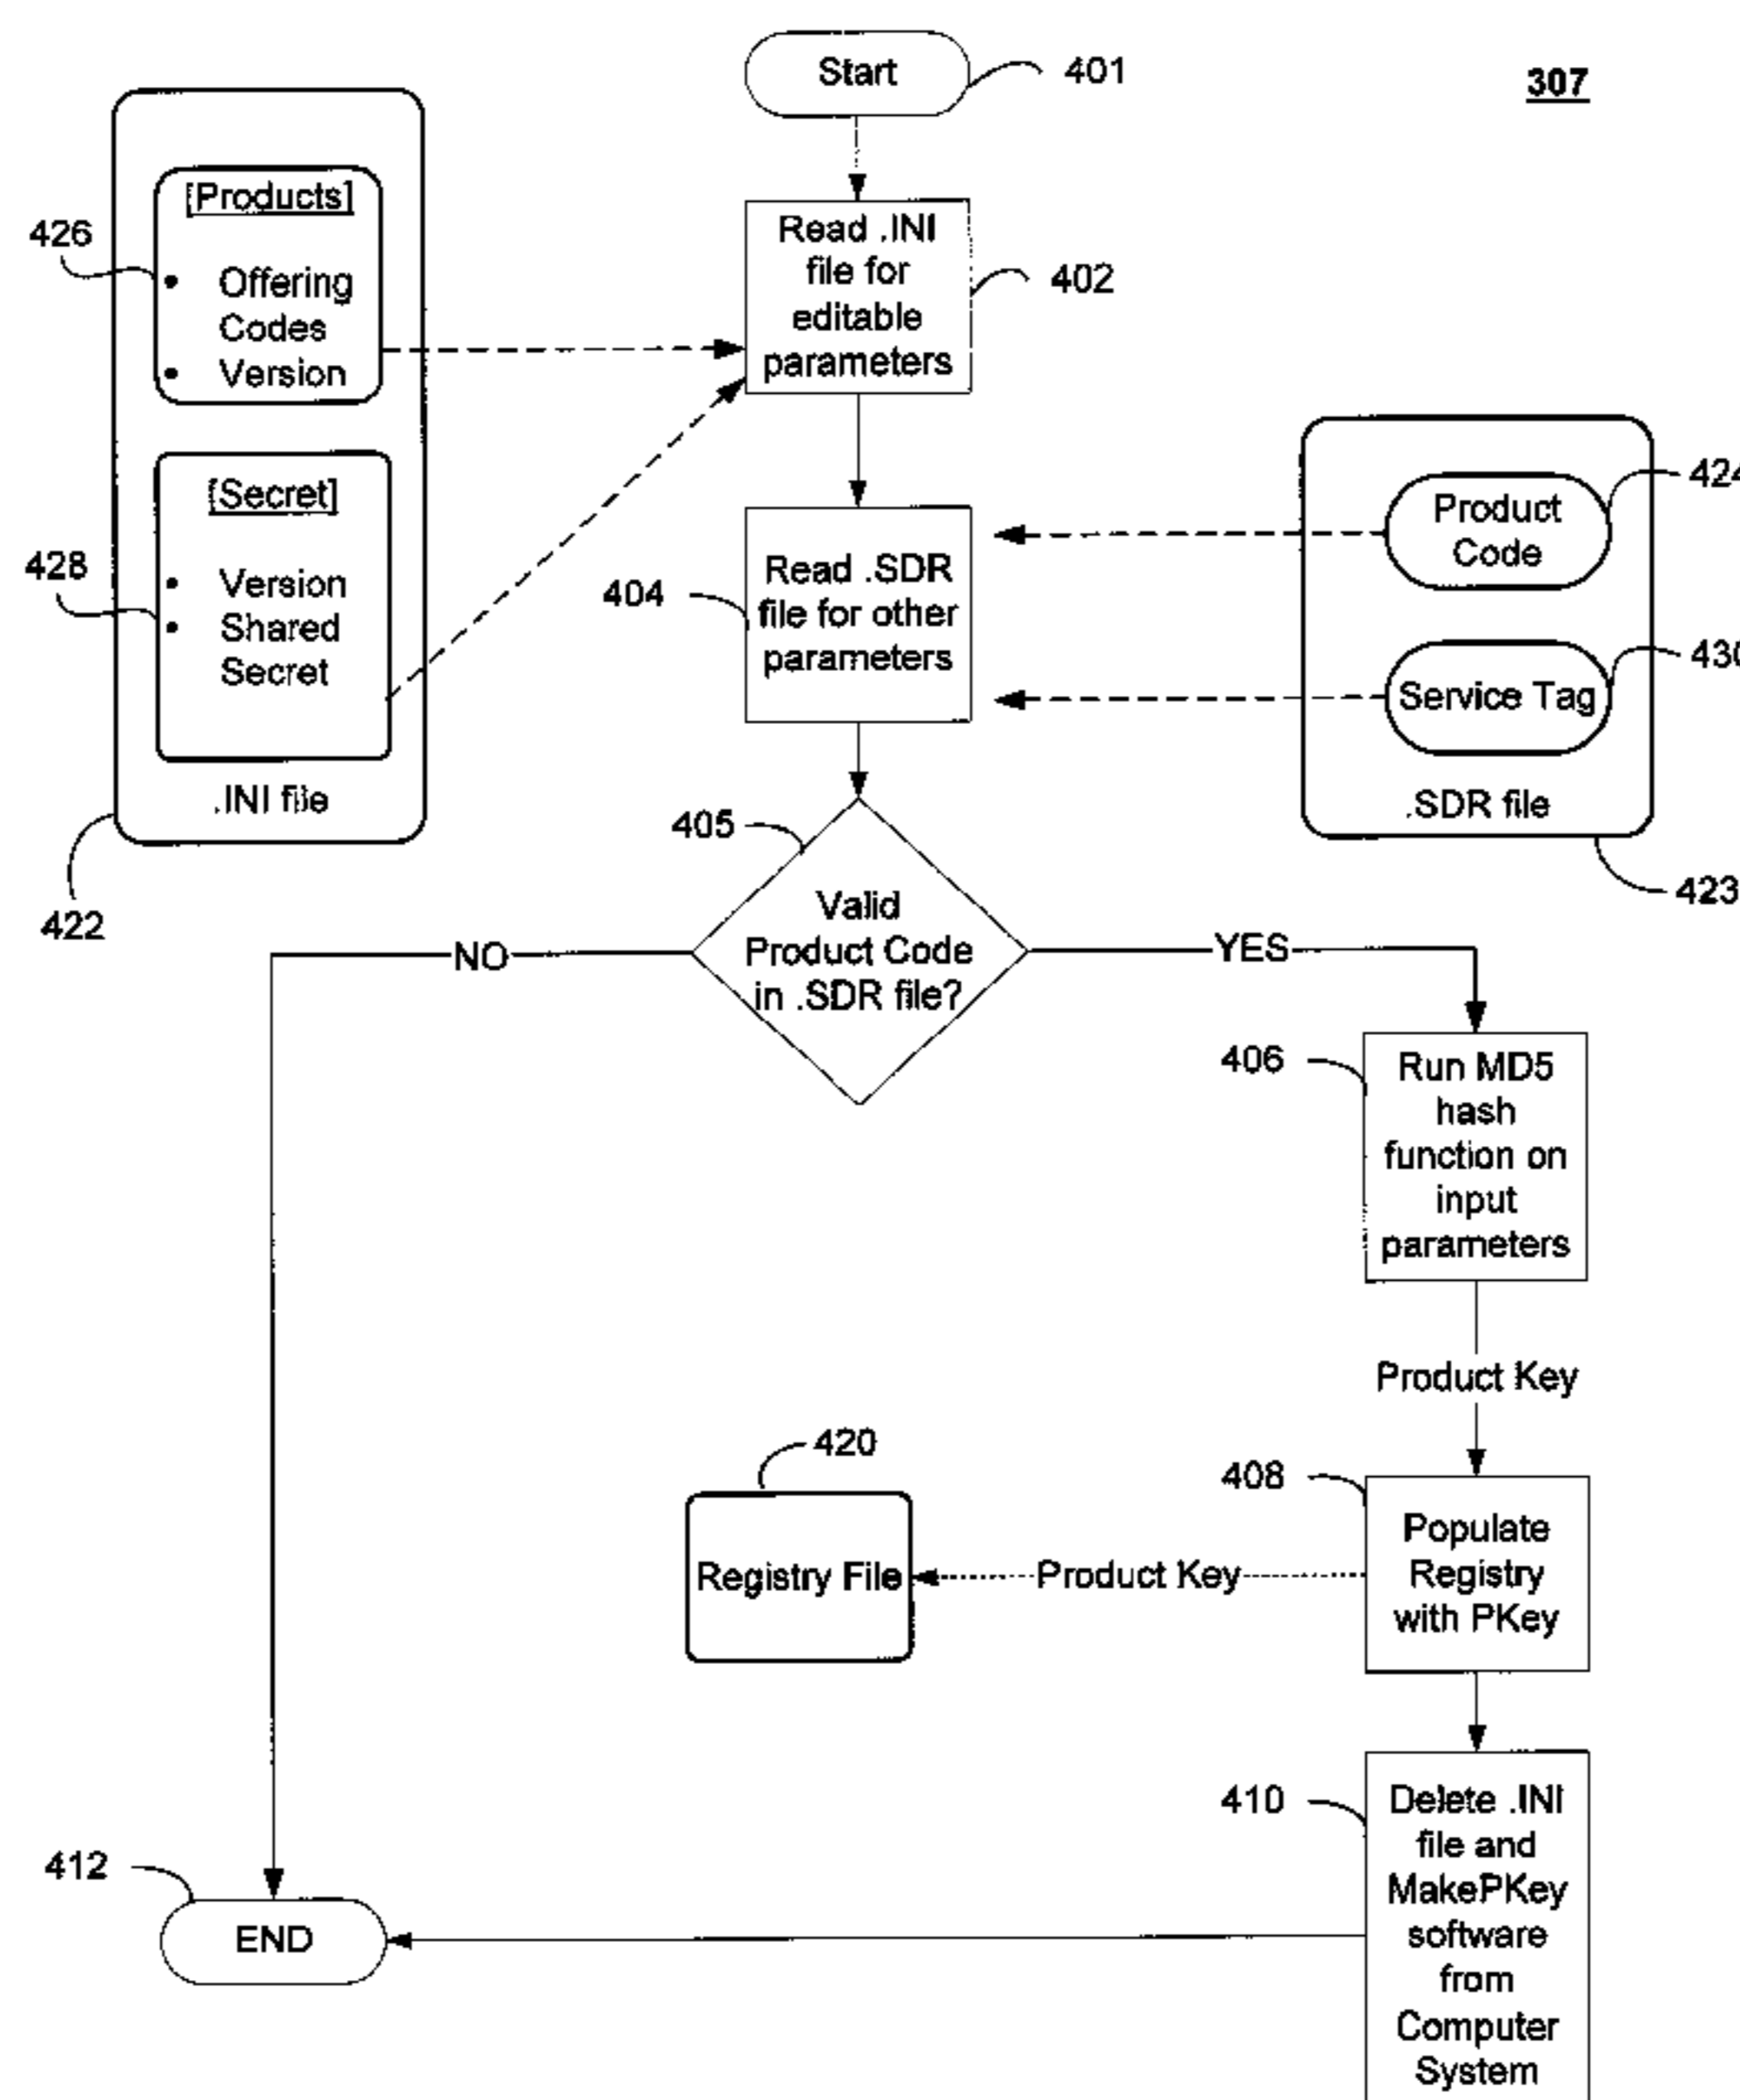 Start
401
307
[Products]
426
• Offering
Codes
• Version
Read .INI
file for
editable
parameters
402
[Secret]
428
• Version
• Shared
Secret
.INI file
422
Read .SDR
file for other
parameters
404
Product
Code
424
Service Tag
430
.SDR file
423
405
Valid
Product Code
in .SDR file?
NO
YES
406
Run MD5
hash
function on
input
parameters
Product Key
420
Registry File
Product Key
408
Populate
Registry
with PKey
410
Delete .INI
file and
MakePKey
software
from
Computer
System
412
END